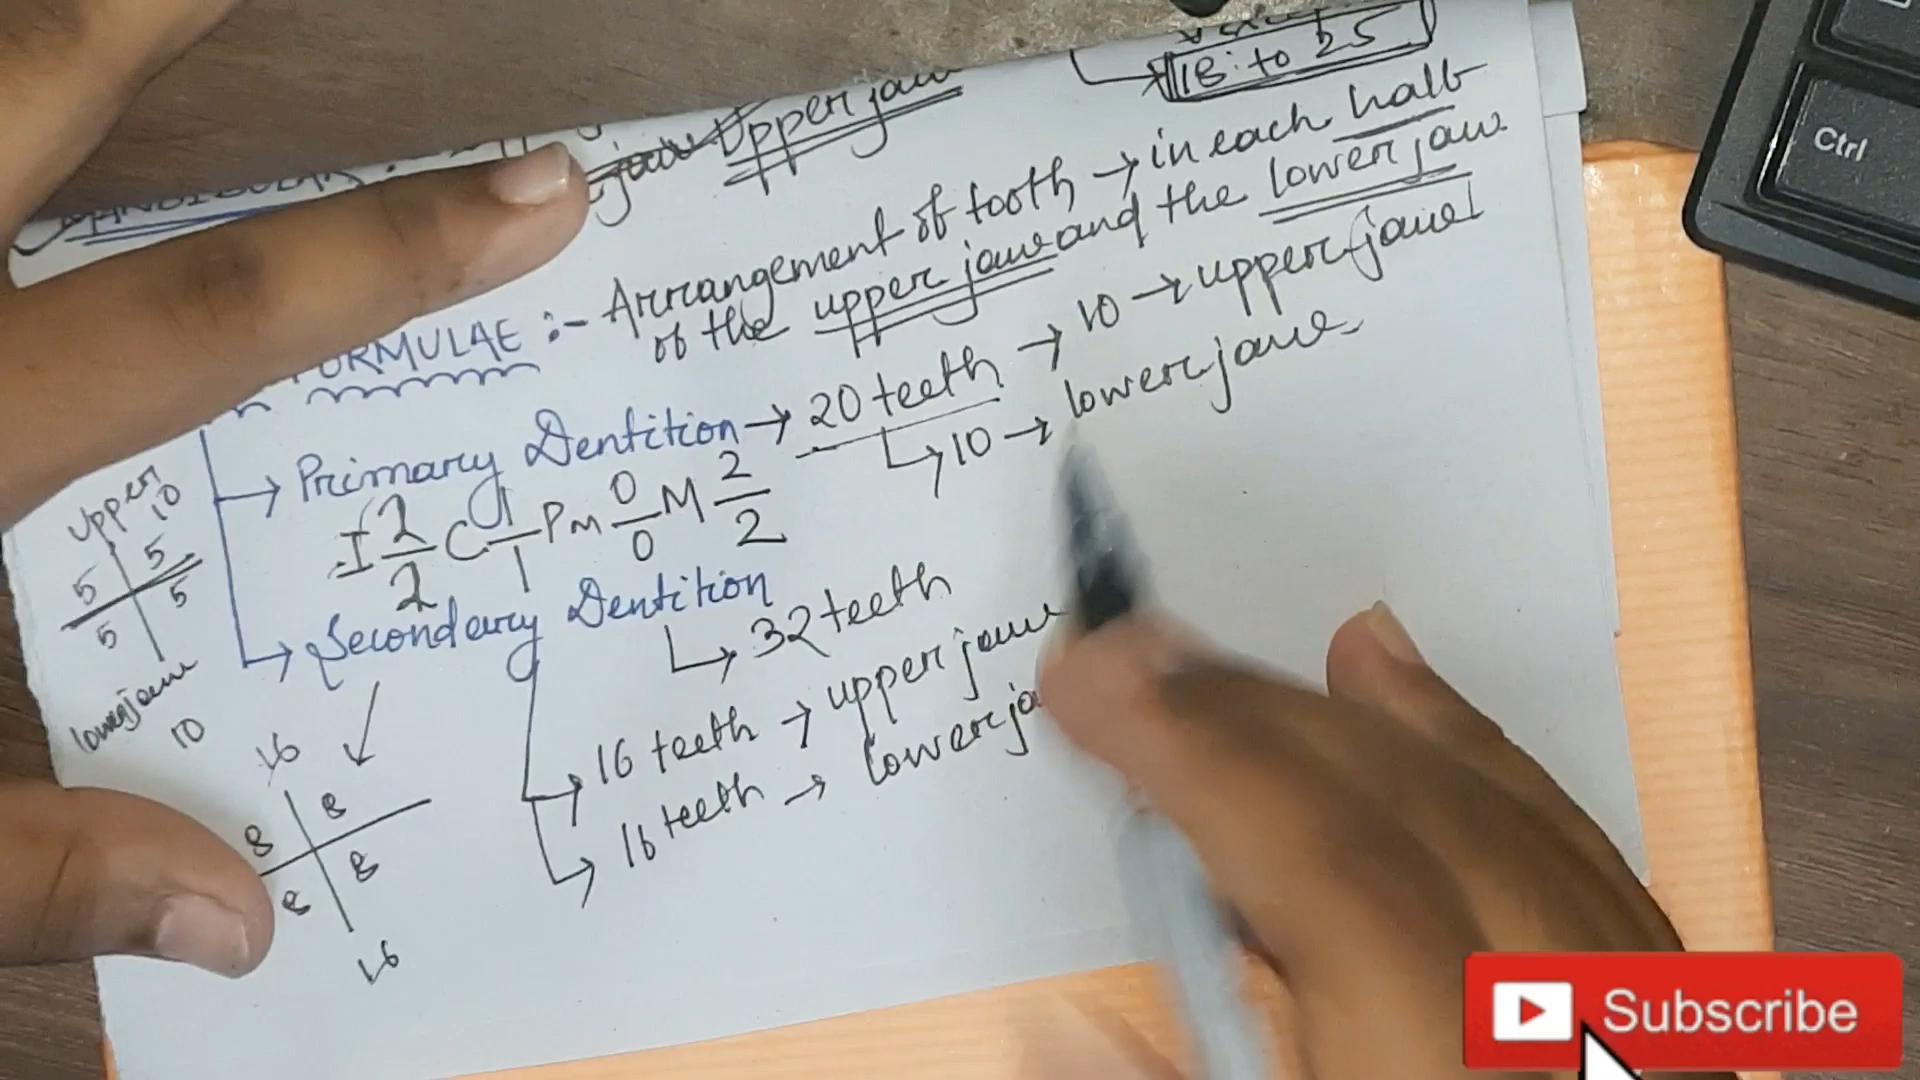 18 to 25
jaw Upper jaw
MANDIBULAR :
FORMULAE :- Arrangement of tooth → in each half
of the upper jaw and the lower jaw
→ Primary Dentition → 20 teeth → 10 → upper jaw
→ 10 → lower jaw
I 2/2 C 1/1 Pm 0/0 M 2/2
Upper
10
5 5
5 5
lower jaw
10
→ Secondary Dentition
→ 32 teeth
→ 16 teeth → upper jaw
→ 16 teeth → lower ja
16
8 8
8 8
16
Ctrl
Subscribe